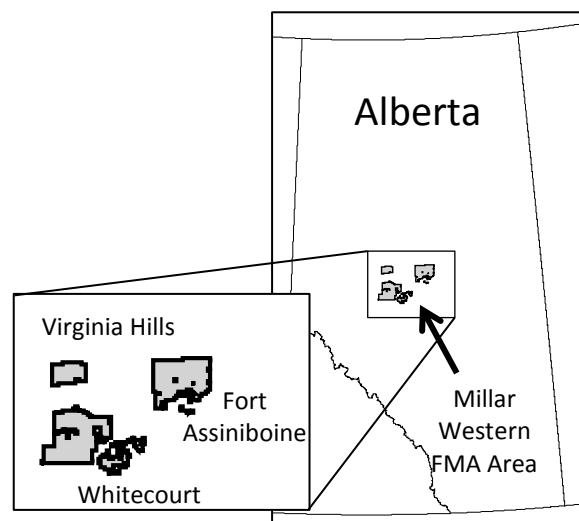 Alberta
Virginia Hills
Fort
Assiniboine
Whitecourt
Millar
Western
FMA Area